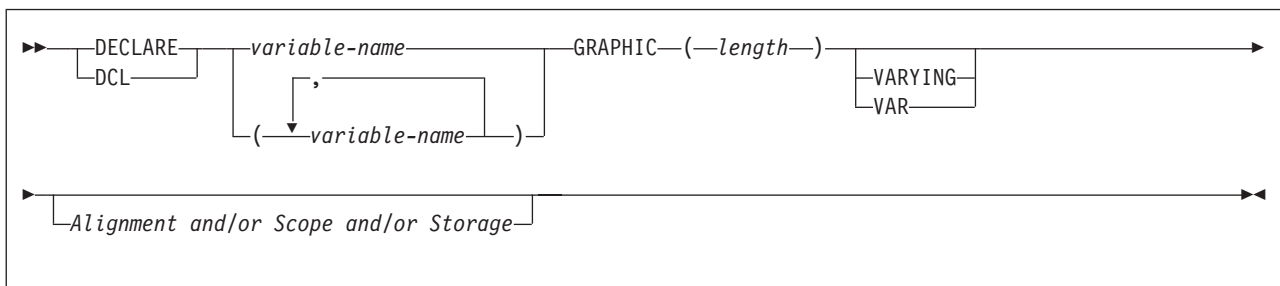 DECLARE variable-name GRAPHIC ( length )
DCL , VARYING
( variable-name ) VAR
Alignment and/or Scope and/or Storage